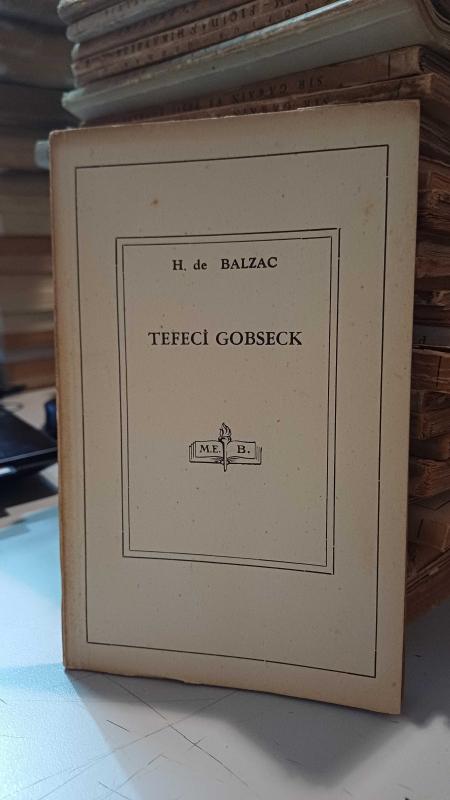 H. de BALZAC
TEFECİ GOBSECK
M.E. B.